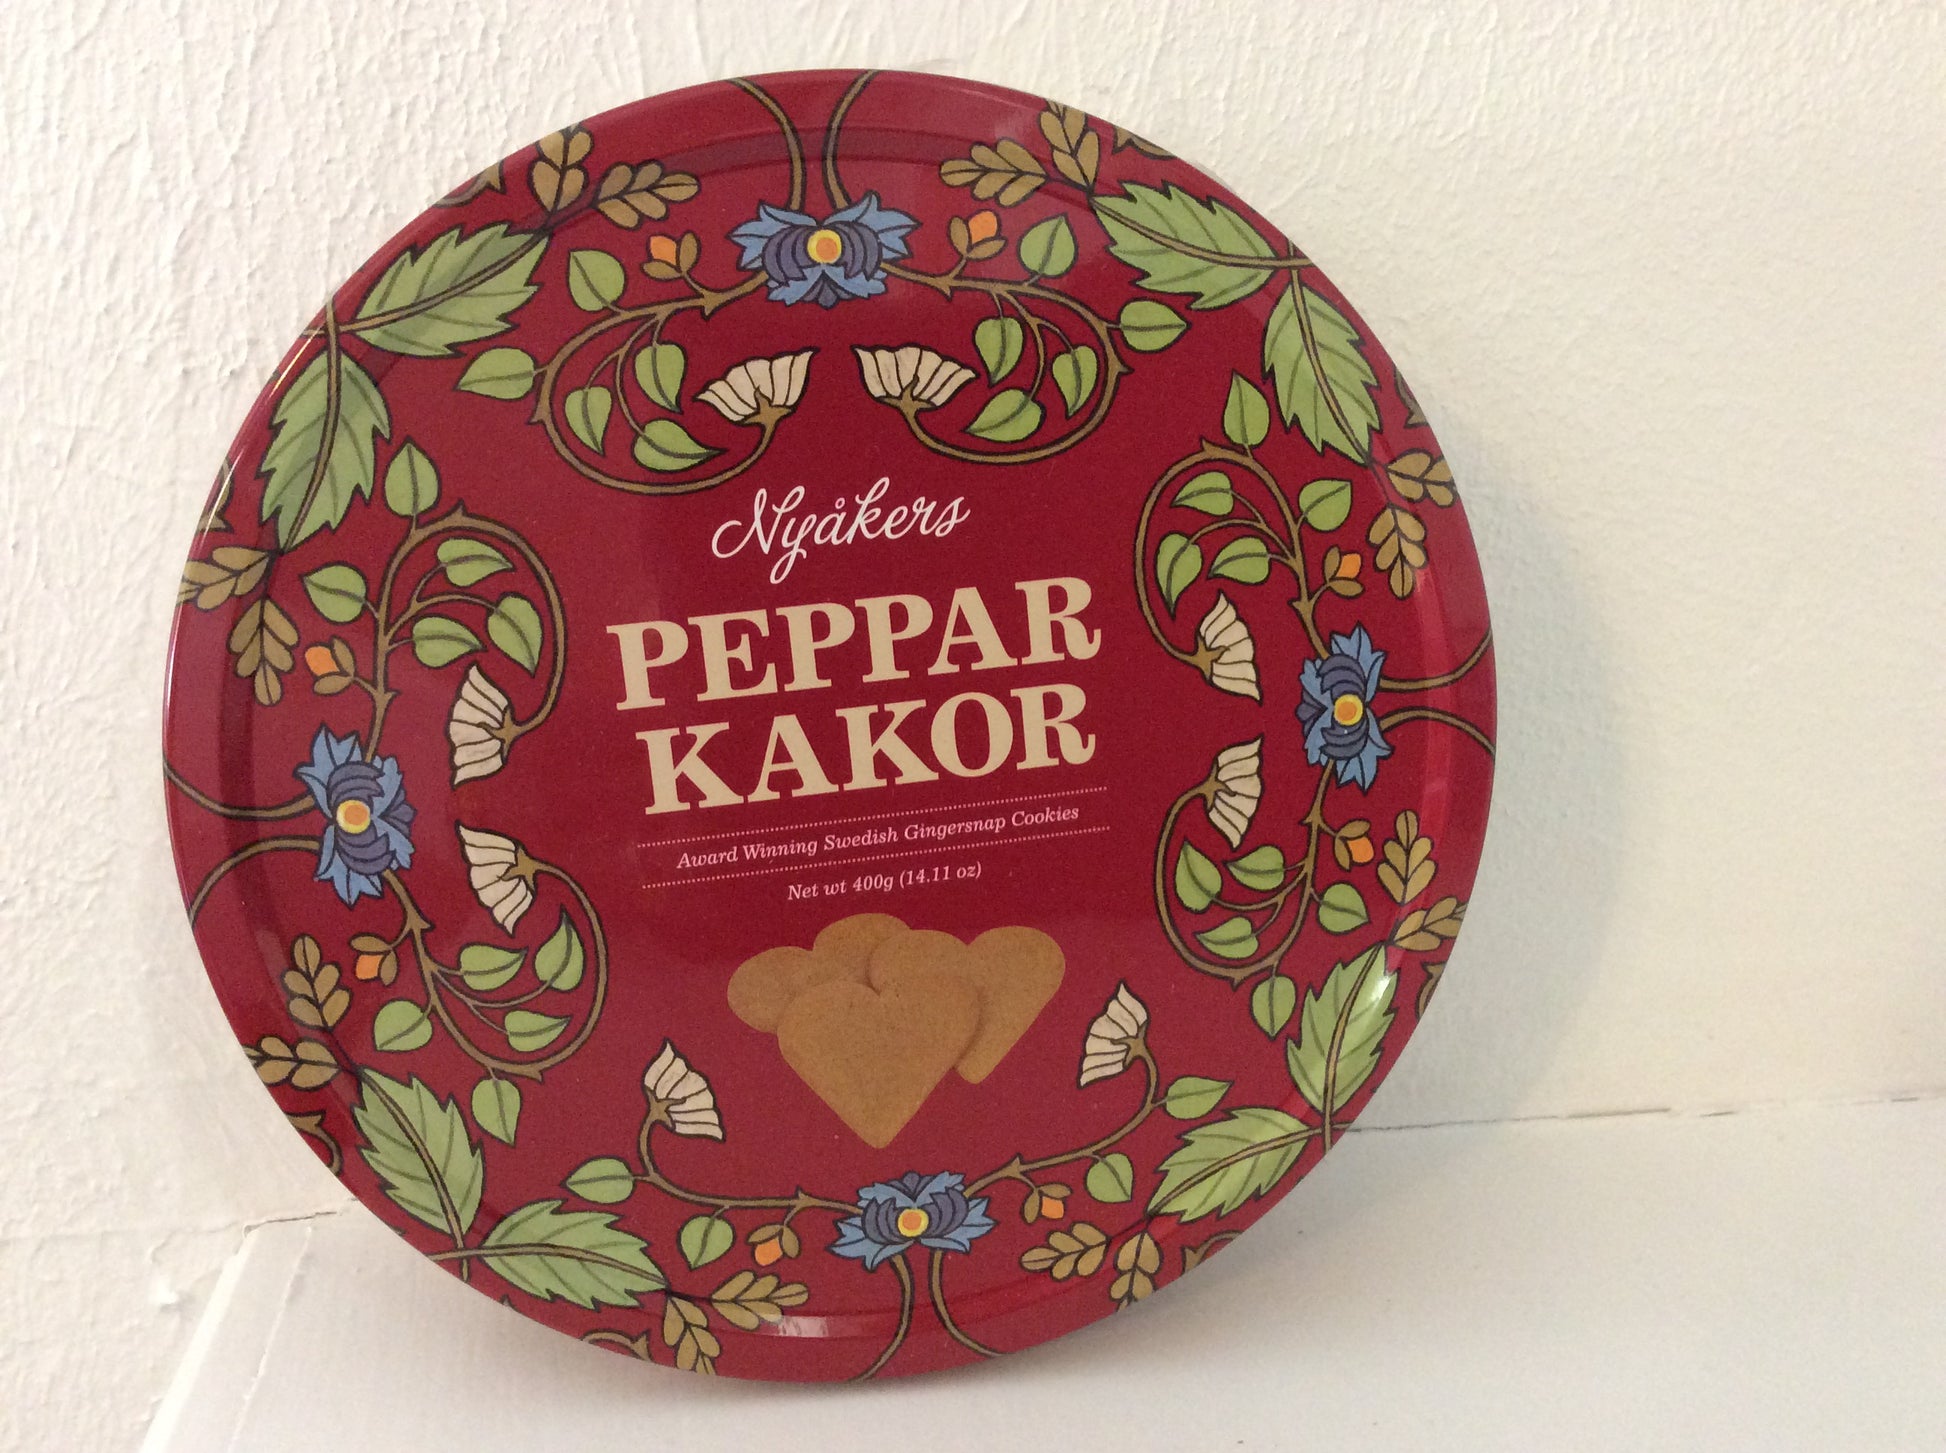 Nyåkers
PEPPAR
KAKOR
Award Winning Swedish Gingersnap Cookies
Net wt 400g (14.11 oz)